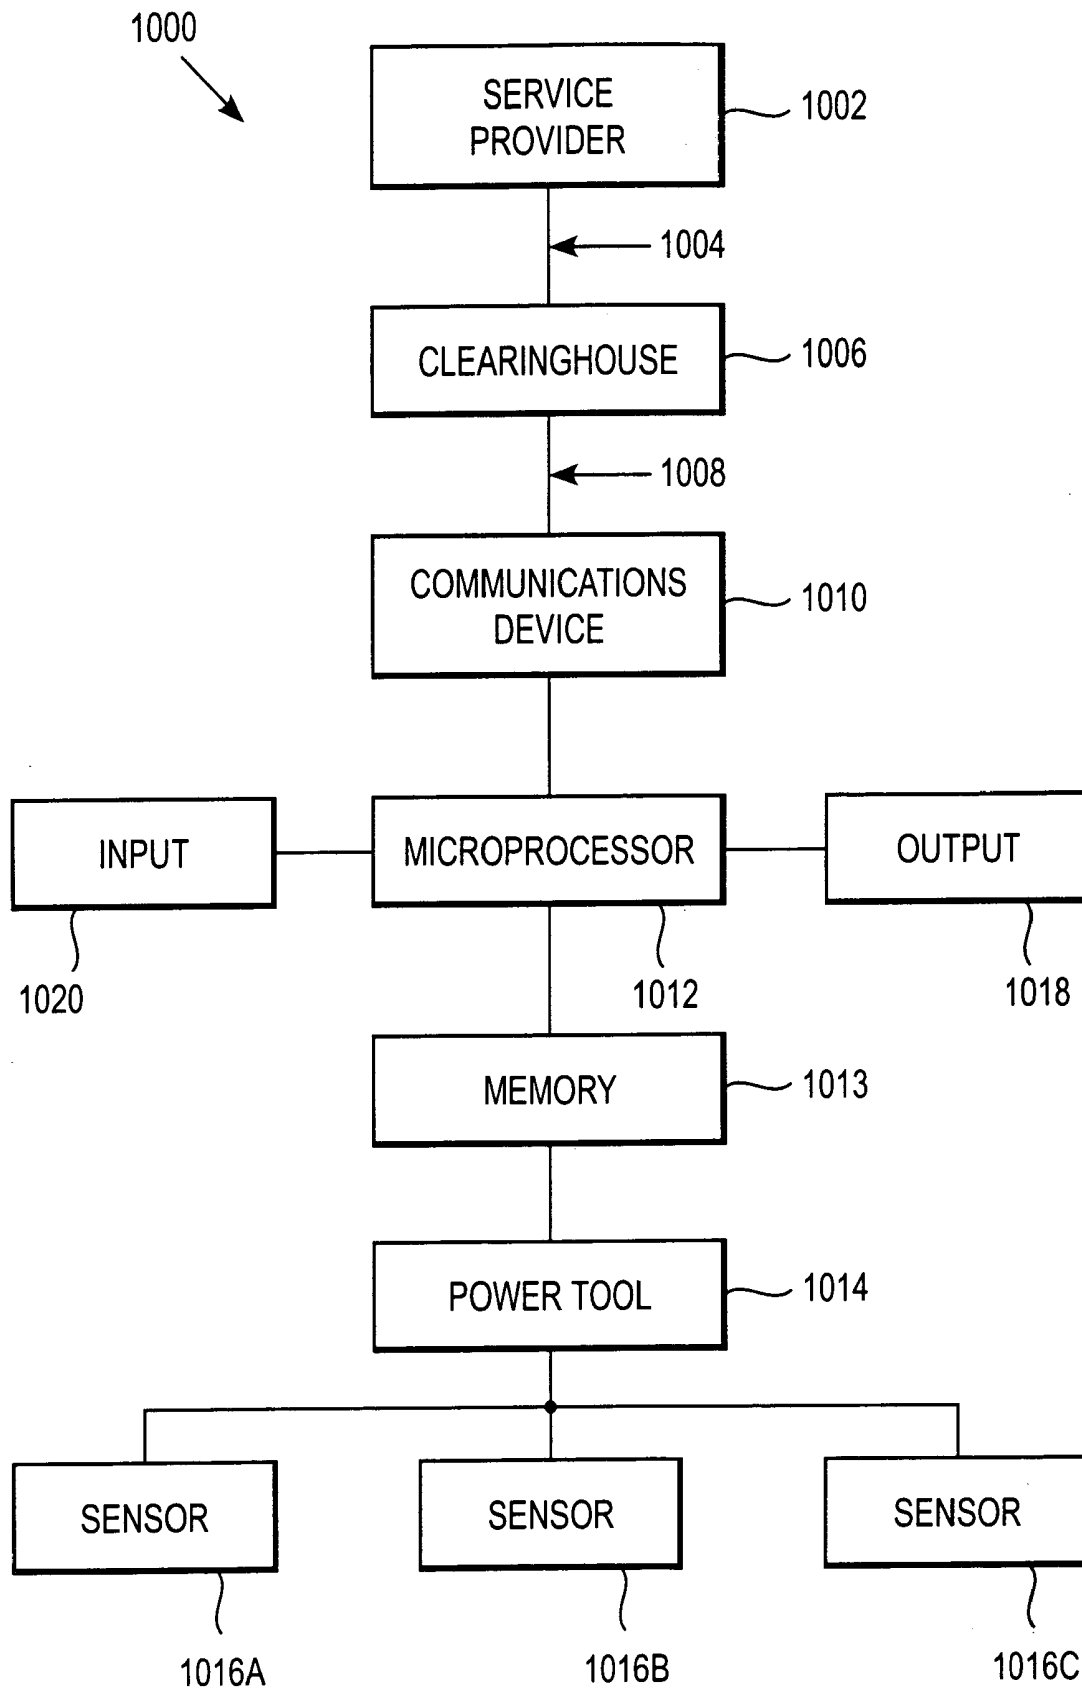 1000
SERVICE
PROVIDER
1002
1004
CLEARINGHOUSE
1006
1008
COMMUNICATIONS
DEVICE
1010
INPUT
MICROPROCESSOR
OUTPUT
1020
1012
1018
MEMORY
1013
POWER TOOL
1014
SENSOR
SENSOR
SENSOR
1016A
1016B
1016C